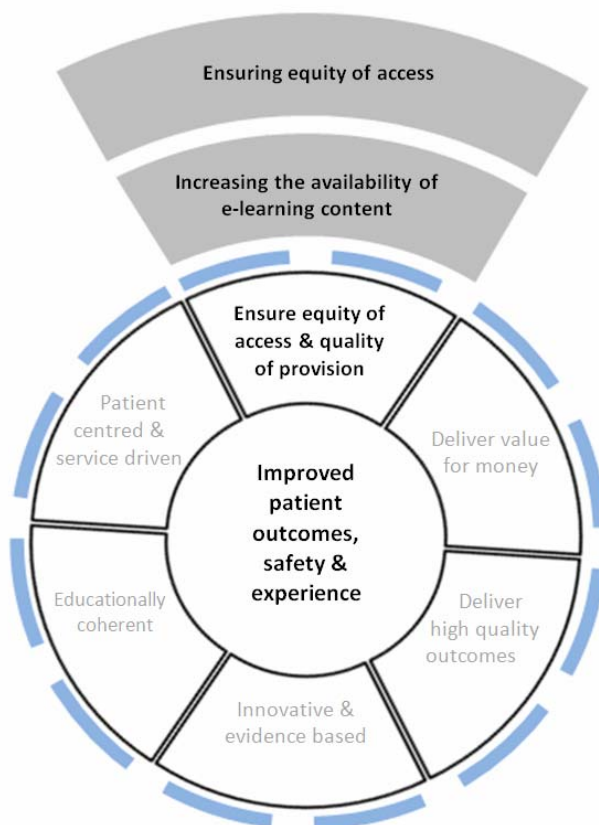 Ensuring equity of access
Increasing the availability of
e-learning content
Ensure equity of
access & quality
of provision
Patient
centred &
service driven
Deliver value
for money
Improved
patient
outcomes,
safety &
experience
Educationally
coherent
Deliver
high quality
outcomes
Innovative &
evidence based